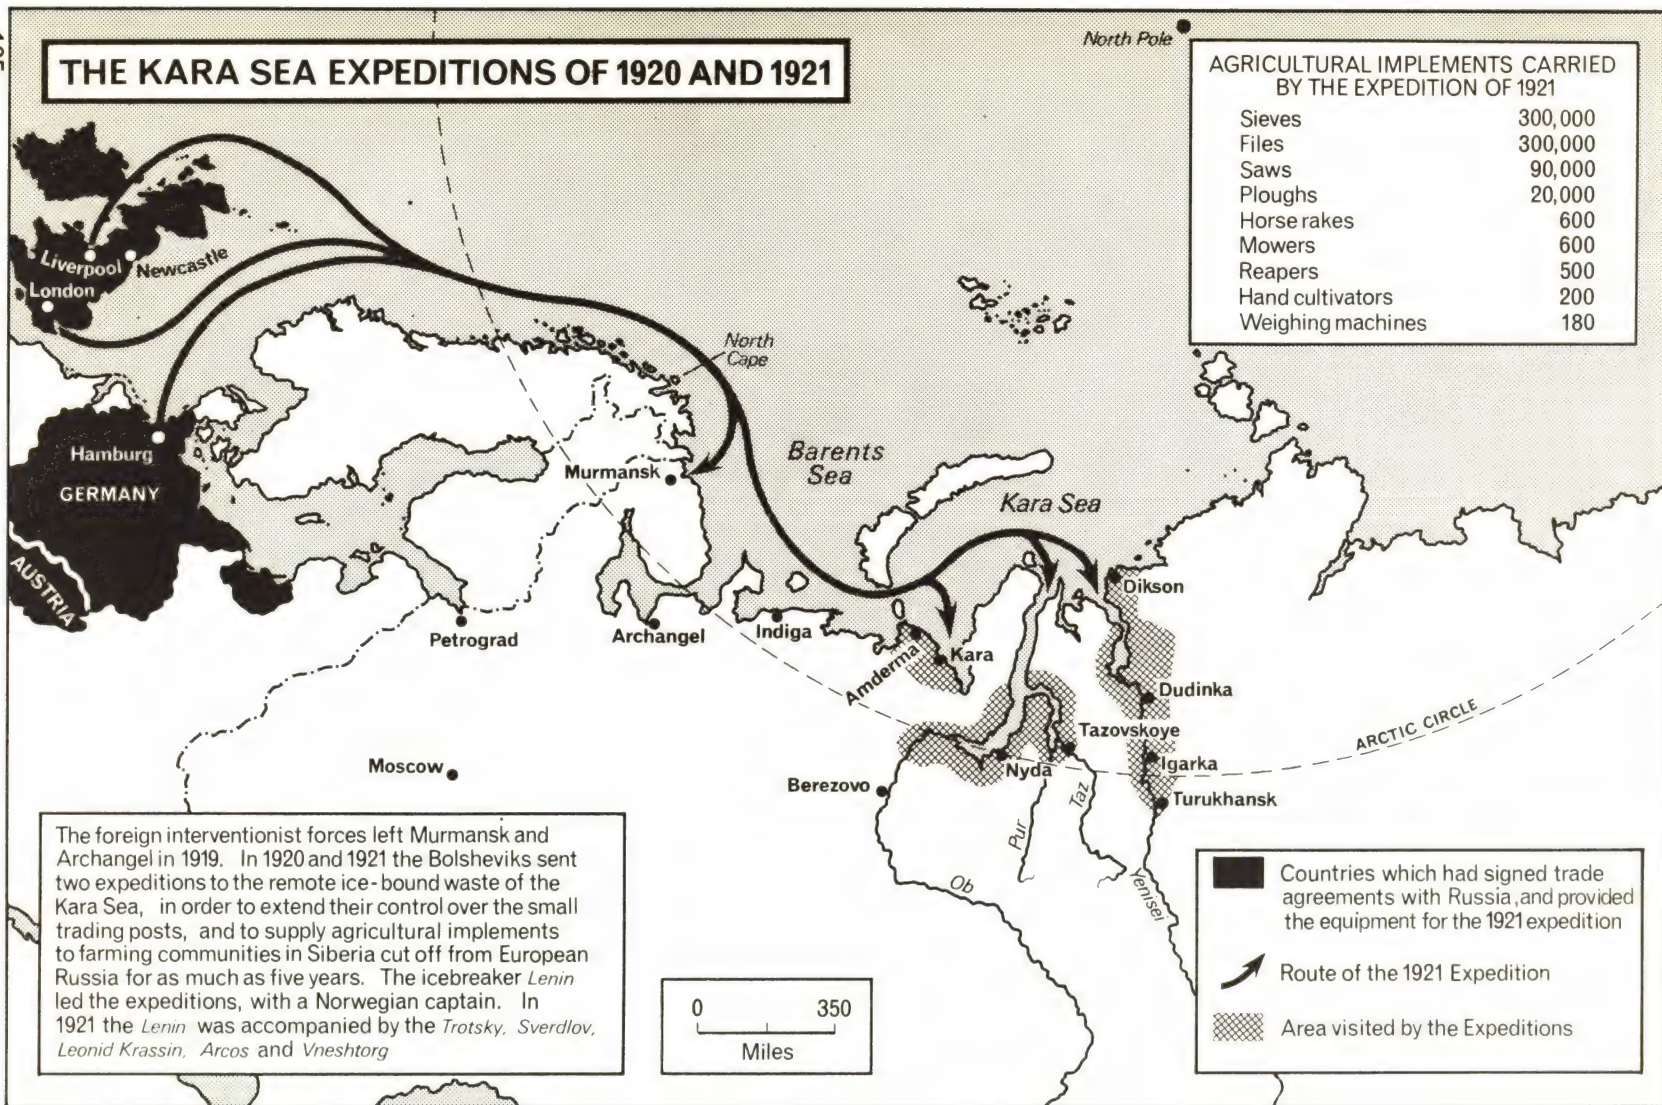 THE KARA SEA EXPEDITIONS OF 1920 AND 1921
North Pole
AGRICULTURAL IMPLEMENTS CARRIED
BY THE EXPEDITION OF 1921
Sieves 300,000
Files 300,000
Saws 90,000
Ploughs 20,000
Horse rakes 600
Mowers 600
Reapers 500
Hand cultivators 200
Weighing machines 180
Liverpool
Newcastle
London
North
Cape
Hamburg
GERMANY
AUSTRIA
Murmansk
Barents
Sea
Kara Sea
Petrograd
Archangel
Indiga
Amderma
Kara
Dikson
Dudinka
Tazovskoye
Igarka
Nyda
Turukhansk
ARCTIC CIRCLE
Moscow
Berezovo
Pur
Taz
Ob
Yenisei
The foreign interventionist forces left Murmansk and
Archangel in 1919. In 1920 and 1921 the Bolsheviks sent
two expeditions to the remote ice-bound waste of the
Kara Sea, in order to extend their control over the small
trading posts, and to supply agricultural implements
to farming communities in Siberia cut off from European
Russia for as much as five years. The icebreaker Lenin
led the expeditions, with a Norwegian captain. In
1921 the Lenin was accompanied by the Trotsky, Sverdlov,
Leonid Krassin, Arcos and Vneshtorg
0 350
Miles
Countries which had signed trade
agreements with Russia, and provided
the equipment for the 1921 expedition
Route of the 1921 Expedition
Area visited by the Expeditions